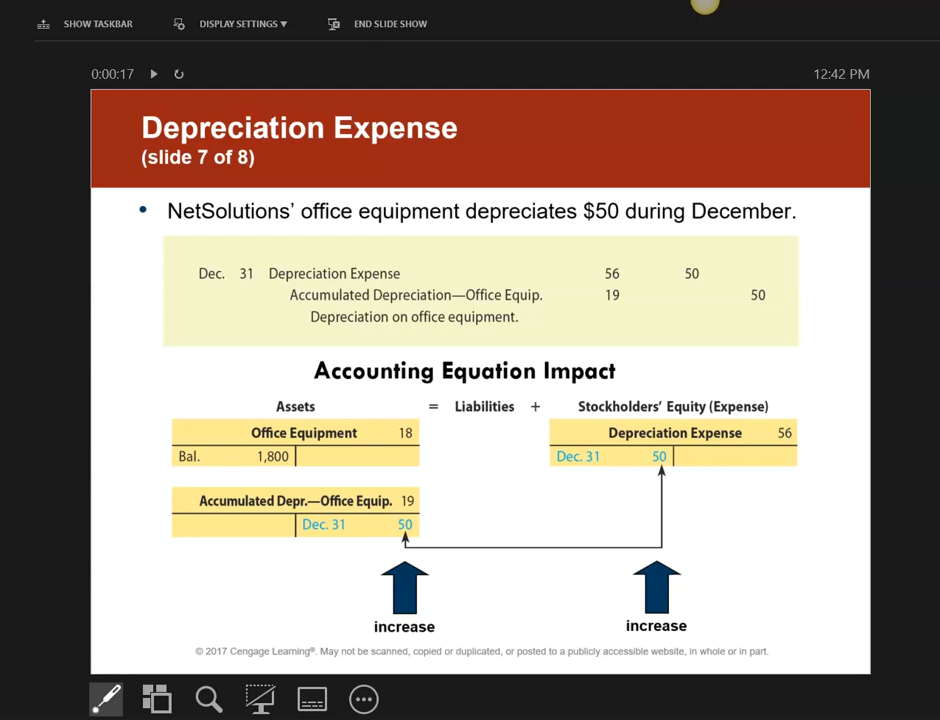 SHOW TASKBAR DISPLAY SETTINGS ▼ END SLIDE SHOW
0:00:17 12:42 PM
Depreciation Expense
(slide 7 of 8)
• NetSolutions’ office equipment depreciates $50 during December.
Dec. 31 Depreciation Expense 56 50
Accumulated Depreciation—Office Equip. 19 50
Depreciation on office equipment.
Accounting Equation Impact
Assets = Liabilities + Stockholders’ Equity (Expense)
Office Equipment 18 Depreciation Expense 56
Bal. 1,800 Dec. 31 50
Accumulated Depr.—Office Equip. 19
Dec. 31 50
increase increase
© 2017 Cengage Learning®. May not be scanned, copied or duplicated, or posted to a publicly accessible website, in whole or in part.